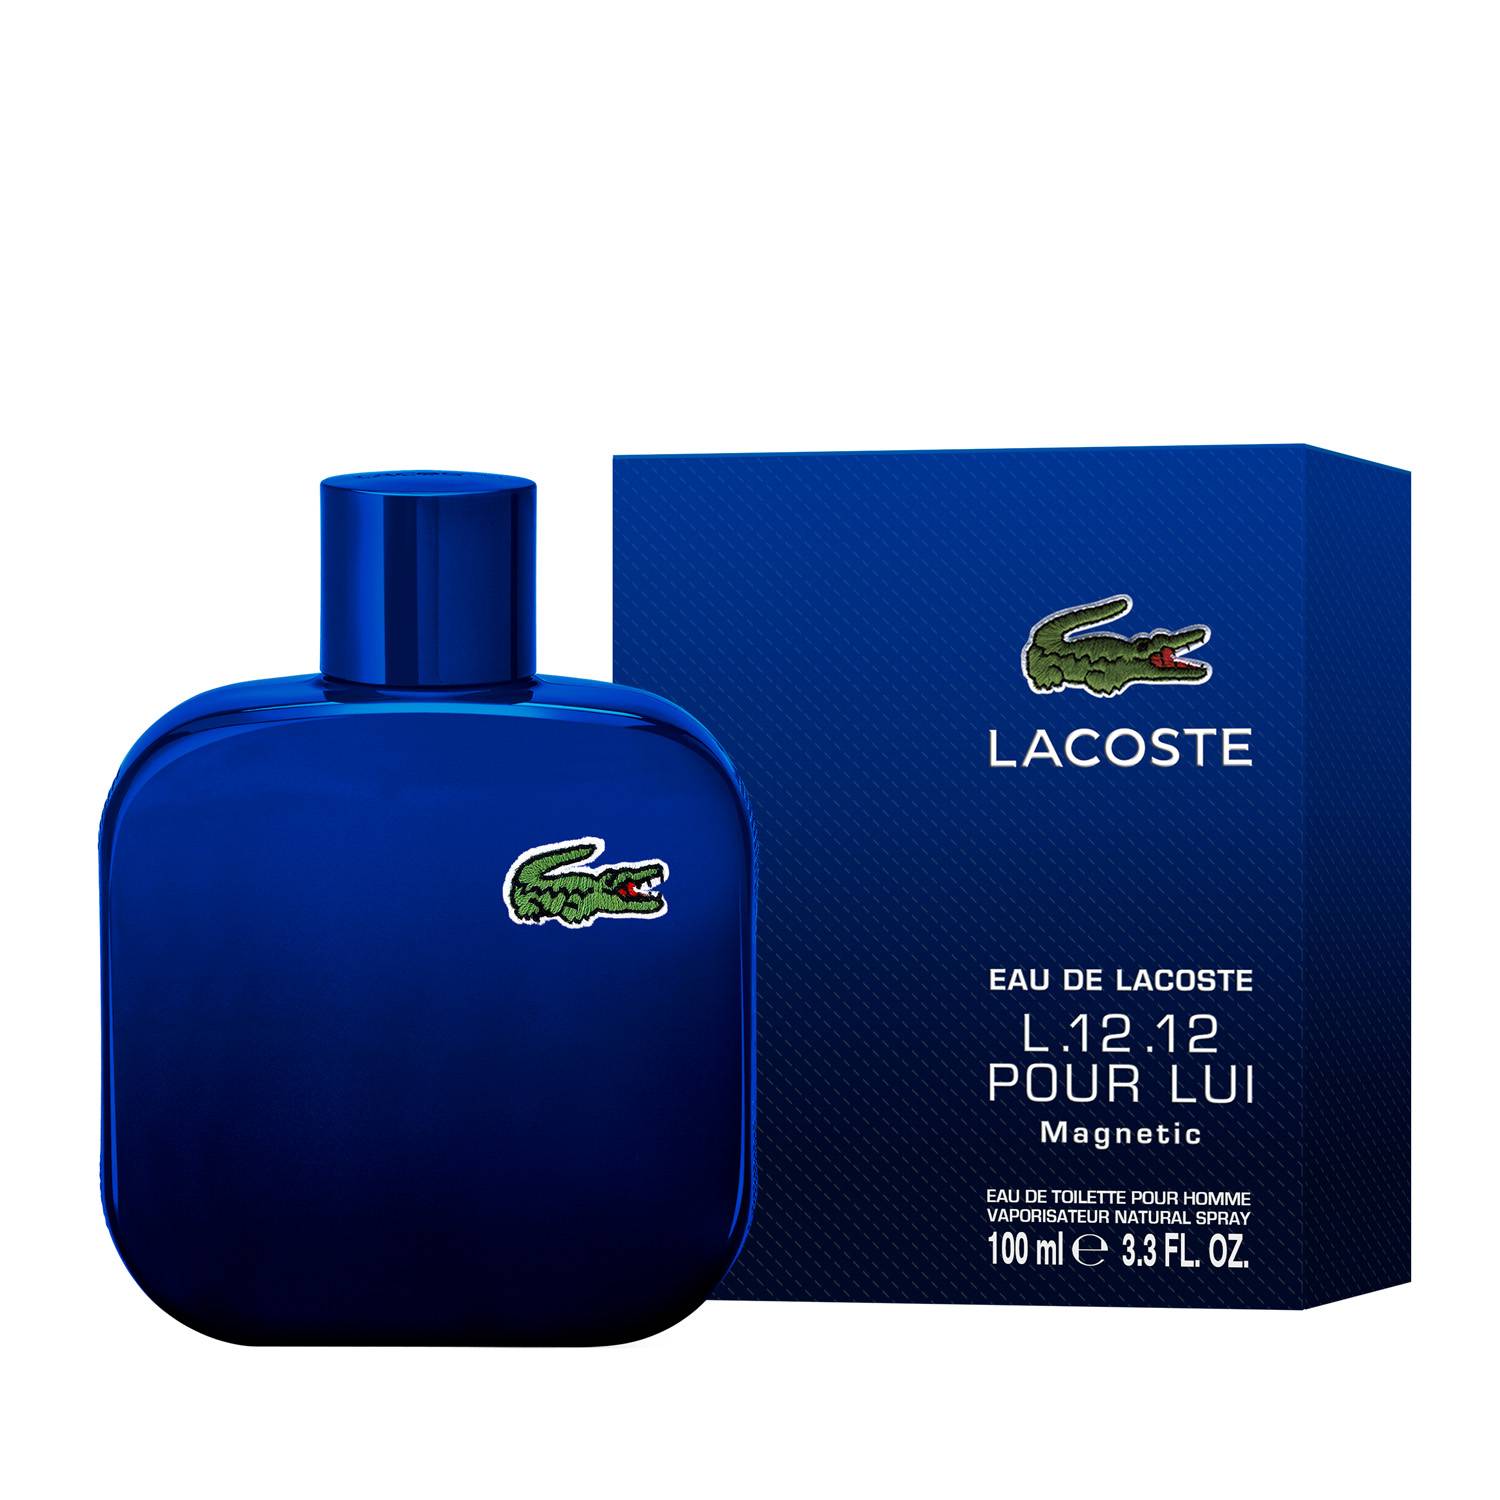 LACOSTE
EAU DE LACOSTE
L.12.12
POUR LUI
Magnetic
EAU DE TOILETTE POUR HOMME
VAPORISATEUR NATURAL SPRAY
100 ml ℮ 3.3 FL. OZ.